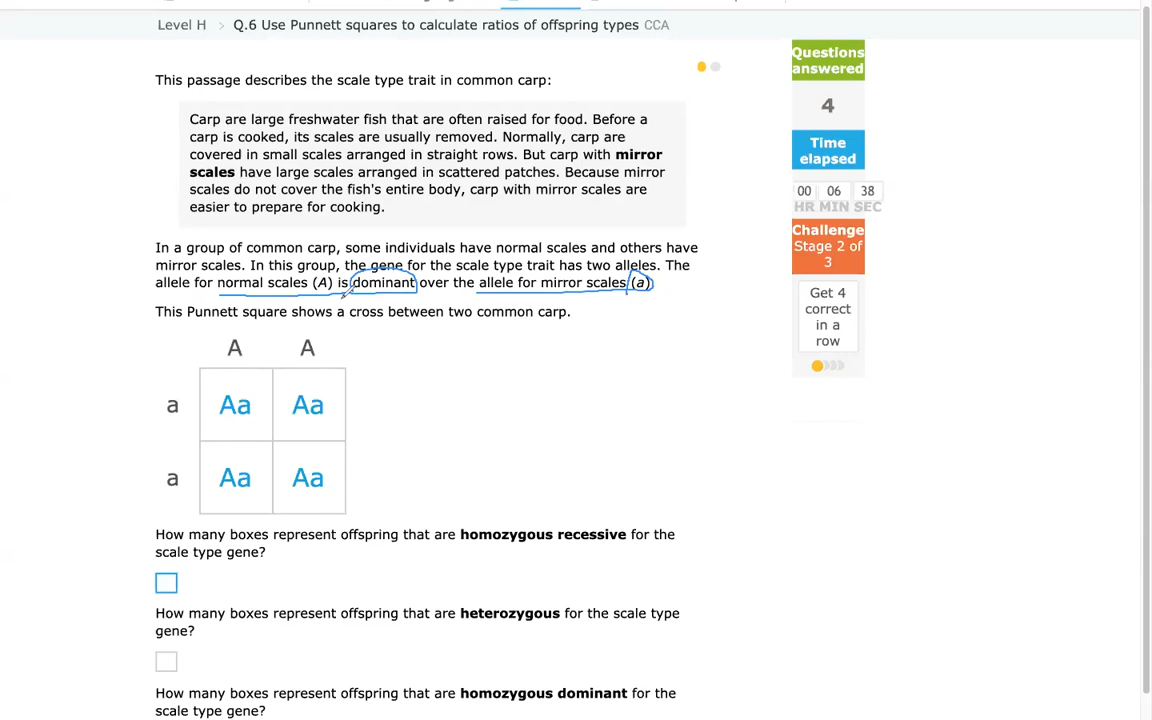 Level H > Q.6 Use Punnett squares to calculate ratios of offspring types CCA
This passage describes the scale type trait in common carp:
Carp are large freshwater fish that are often raised for food. Before a
carp is cooked, its scales are usually removed. Normally, carp are
covered in small scales arranged in straight rows. But carp with mirror
scales have large scales arranged in scattered patches. Because mirror
scales do not cover the fish's entire body, carp with mirror scales are
easier to prepare for cooking.
In a group of common carp, some individuals have normal scales and others have
mirror scales. In this group, the gene for the scale type trait has two alleles. The
allele for normal scales (A) is dominant over the allele for mirror scales (a).
This Punnett square shows a cross between two common carp.
A A
a Aa Aa
a Aa Aa
How many boxes represent offspring that are homozygous recessive for the
scale type gene?
How many boxes represent offspring that are heterozygous for the scale type
gene?
How many boxes represent offspring that are homozygous dominant for the
scale type gene?
Questions
answered
4
Time
elapsed
00 06 38
HR MIN SEC
Challenge
Stage 2 of
3
Get 4
correct
in a
row